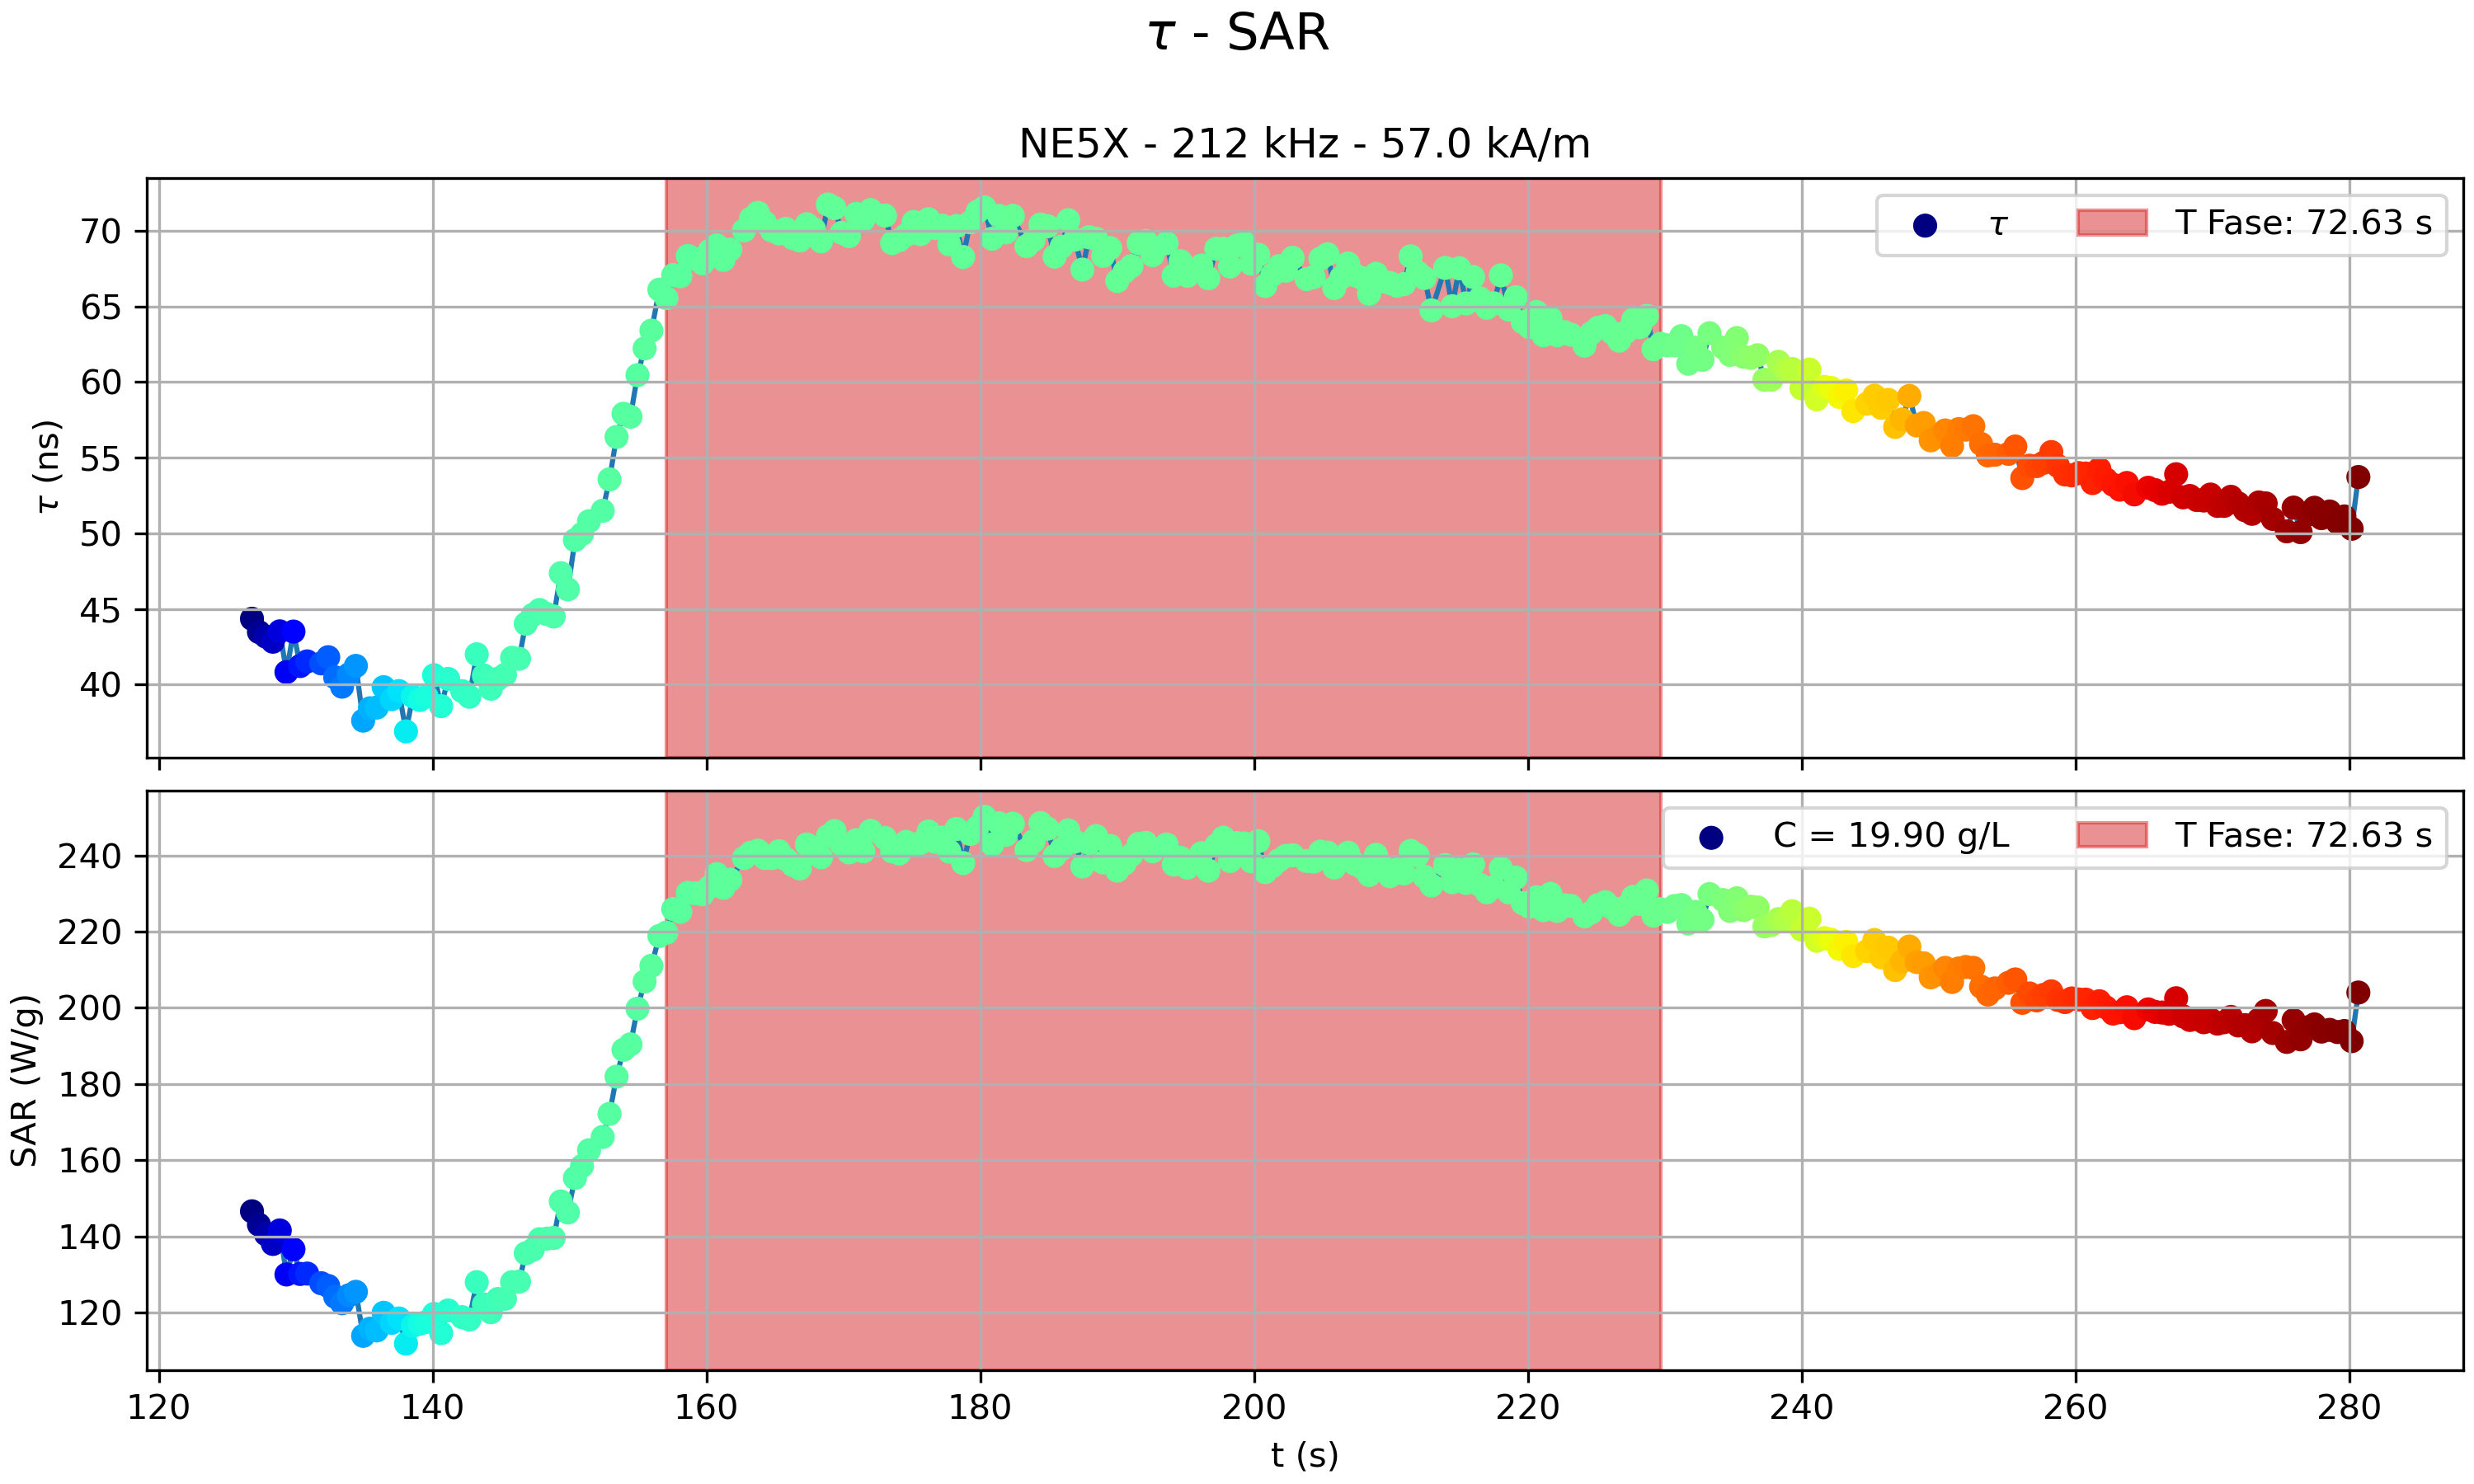 τ - SAR
NE5X - 212 kHz - 57.0 kA/m
τ (ns)
70
65
60
55
50
45
40
τ
T Fase: 72.63 s
SAR (W/g)
240
220
200
180
160
140
120
C = 19.90 g/L
T Fase: 72.63 s
120 140 160 180 200 220 240 260 280
t (s)